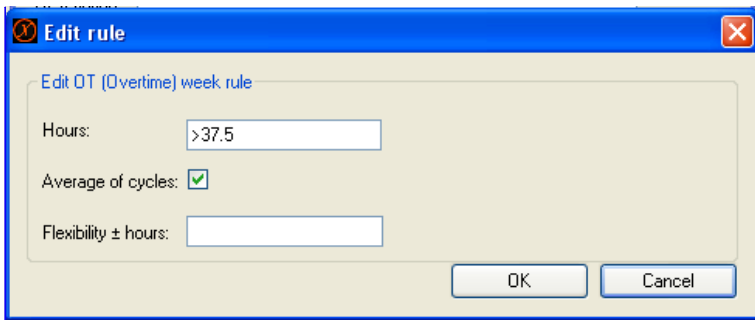 Edit rule
Edit OT (Overtime) week rule
Hours: >37.5
Average of cycles:
Flexibility ± hours:
OK Cancel